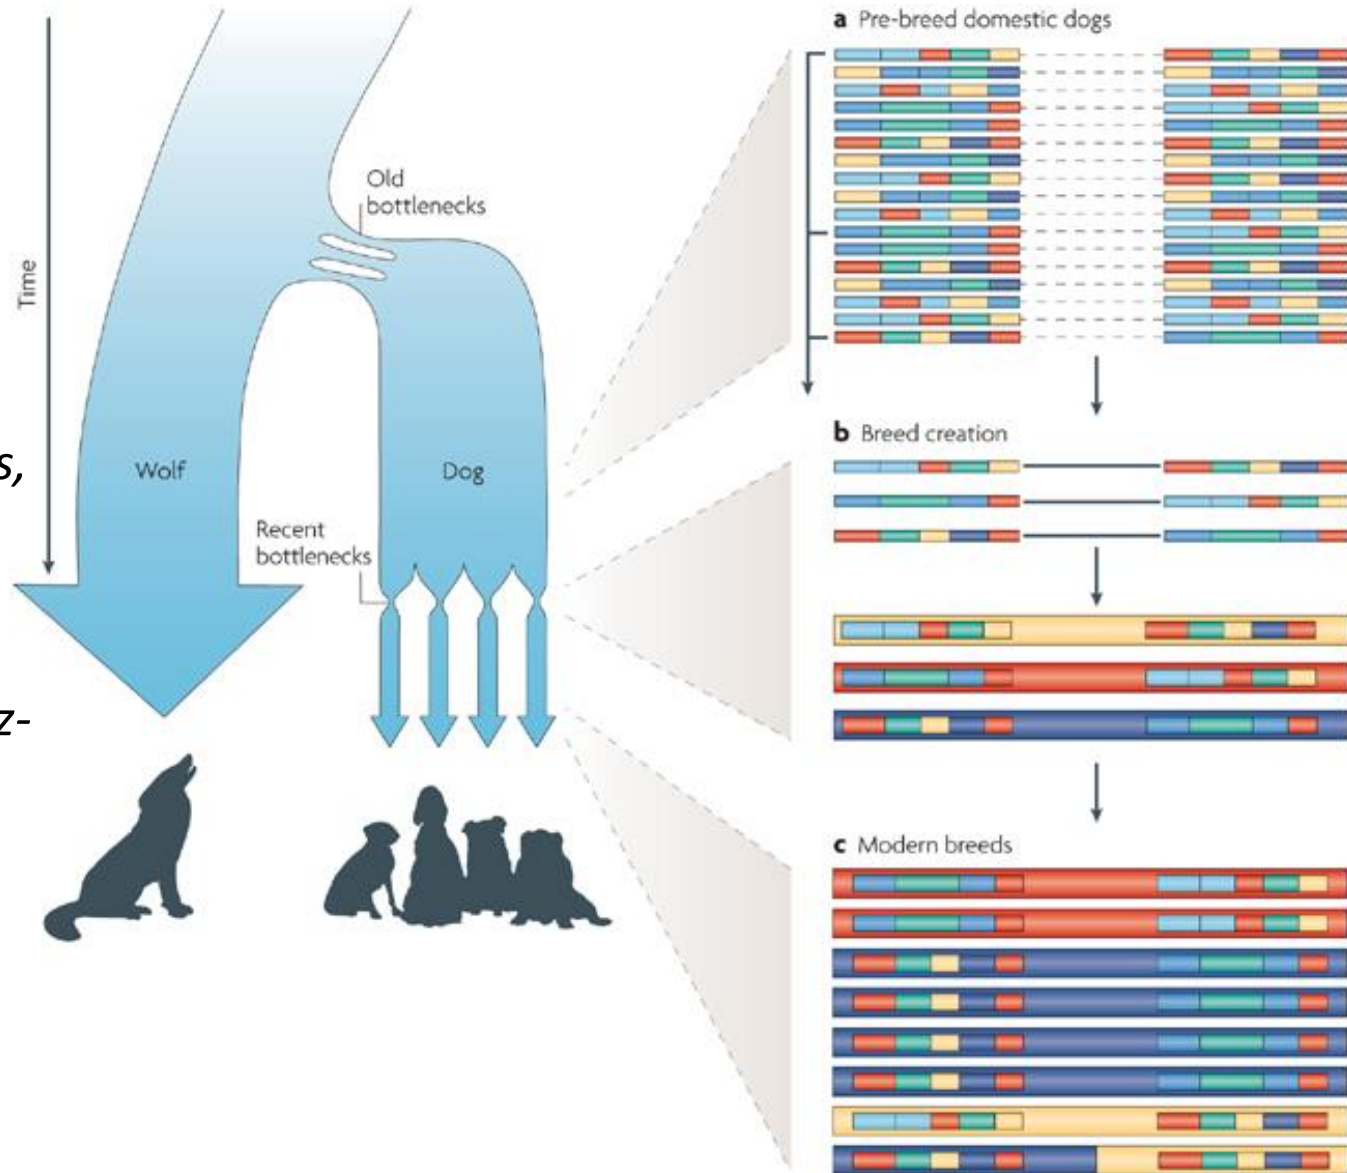 a Pre-breed domestic dogs
Old
bottlenecks
Time
s,
Wolf
Dog
b Breed creation
Recent
bottlenecks
z-
c Modern breeds